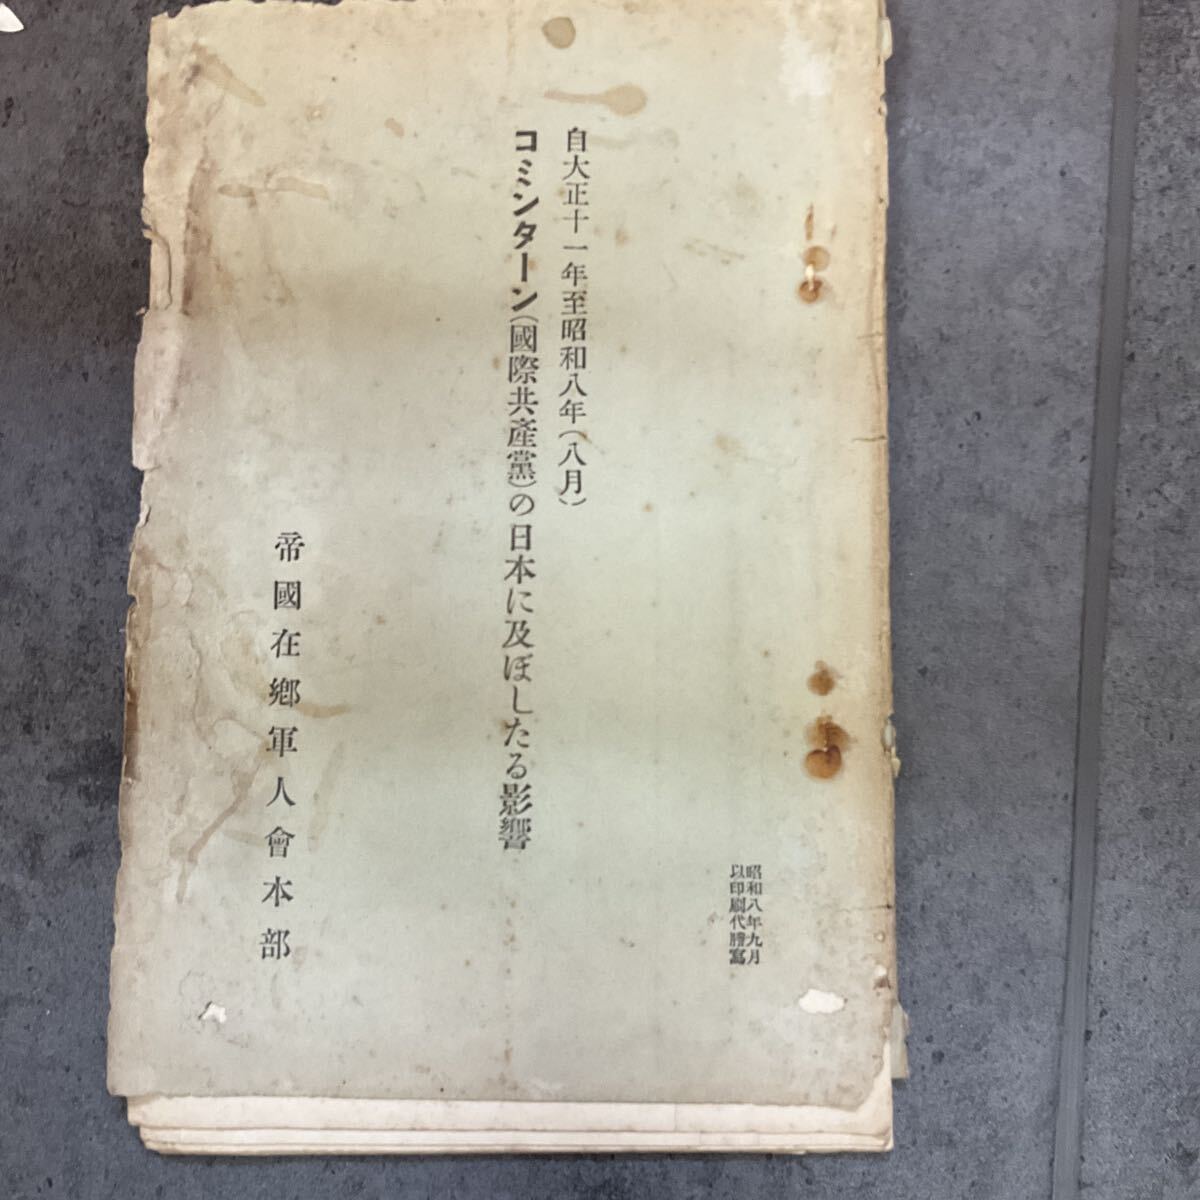 昭和八年九月
以印刷代謄寫
自大正十一年至昭和八年(八月)
コミンターン(國際共產黨)の日本に及ぼしたる影響
帝國在鄕軍人會本部